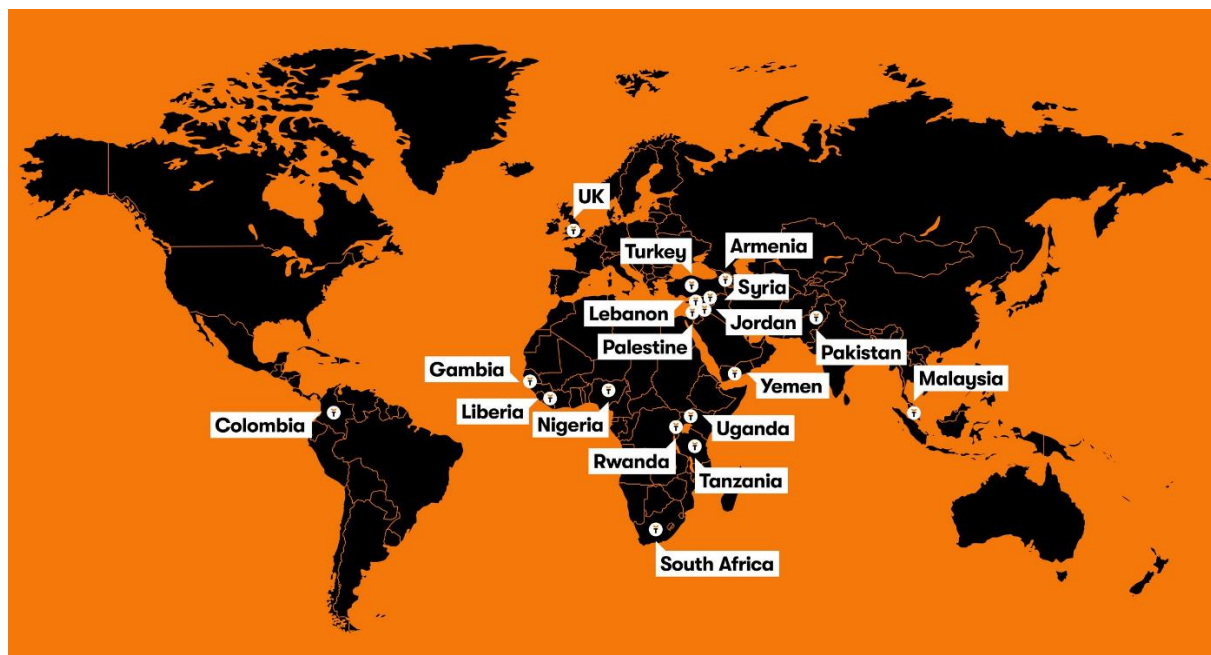 UK
Turkey
Armenia
Syria
Lebanon
Jordan
Palestine
Pakistan
Gambia
Yemen
Malaysia
Liberia
Colombia
Nigeria
Uganda
Rwanda
Tanzania
South Africa